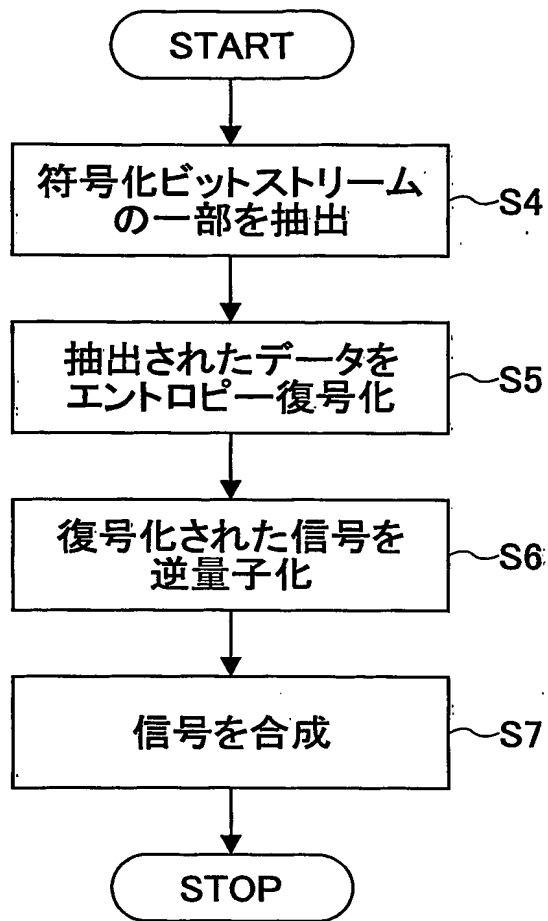 START
符号化ビットストリーム
の一部を抽出
S4
抽出されたデータを
エントロピー復号化
S5
復号化された信号を
逆量子化
S6
信号を合成
S7
STOP